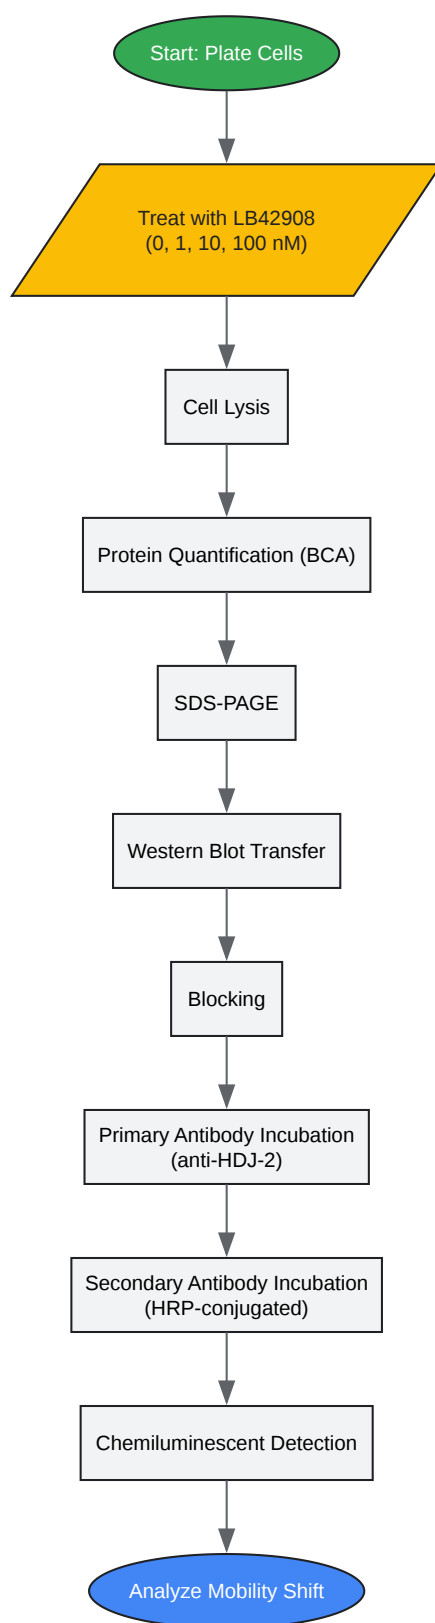 Start: Plate Cells
Treat with LB42908
(0, 1, 10, 100 nM)
Cell Lysis
Protein Quantification (BCA)
SDS-PAGE
Western Blot Transfer
Blocking
Primary Antibody Incubation
(anti-HDJ-2)
Secondary Antibody Incubation
(HRP-conjugated)
Chemiluminescent Detection
Analyze Mobility Shift